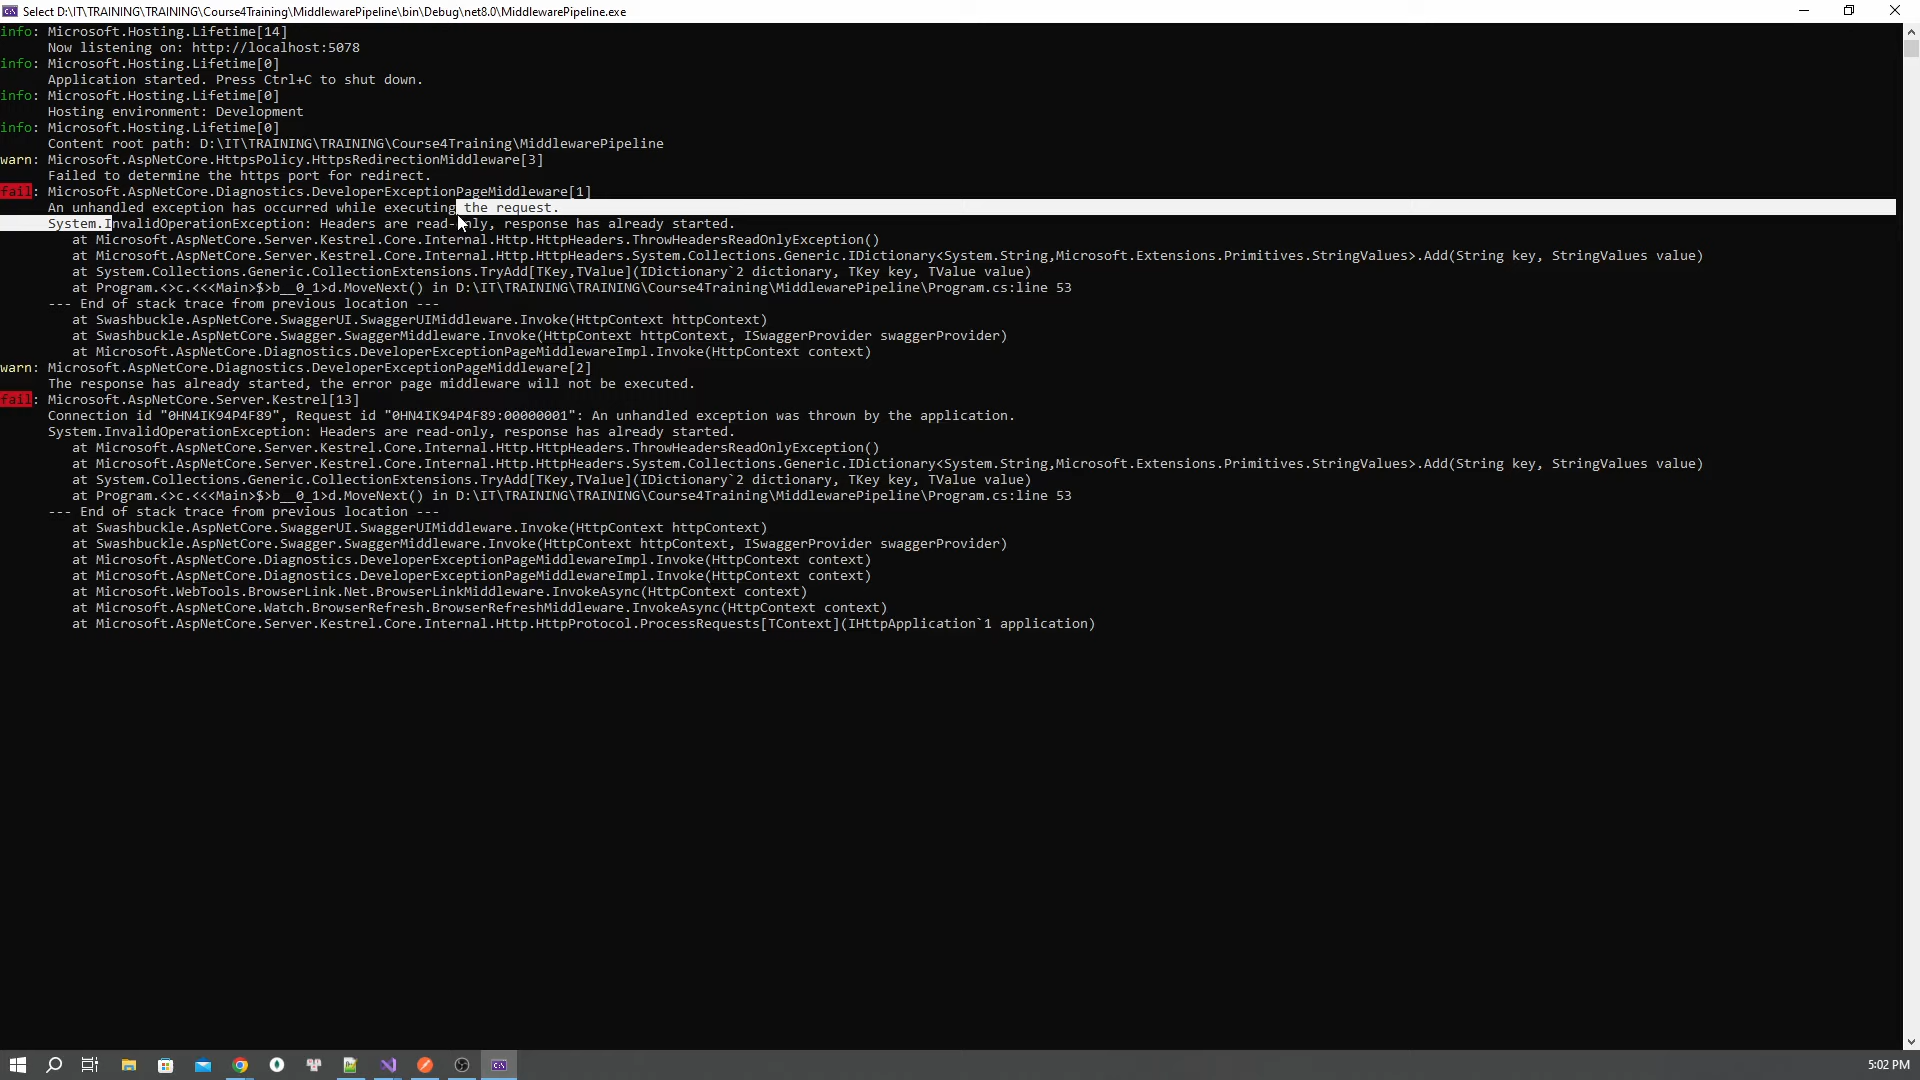 Select D:\IT\TRAINING\TRAINING\Course4Training\MiddlewarePipeline\bin\Debug\net8.0\MiddlewarePipeline.exe
info: Microsoft.Hosting.Lifetime[14]
      Now listening on: http://localhost:5078
info: Microsoft.Hosting.Lifetime[0]
      Application started. Press Ctrl+C to shut down.
info: Microsoft.Hosting.Lifetime[0]
      Hosting environment: Development
info: Microsoft.Hosting.Lifetime[0]
      Content root path: D:\IT\TRAINING\TRAINING\Course4Training\MiddlewarePipeline
warn: Microsoft.AspNetCore.HttpsPolicy.HttpsRedirectionMiddleware[3]
      Failed to determine the https port for redirect.
fail: Microsoft.AspNetCore.Diagnostics.DeveloperExceptionPageMiddleware[1]
      An unhandled exception has occurred while executing the request.
      System.InvalidOperationException: Headers are read-only, response has already started.
         at Microsoft.AspNetCore.Server.Kestrel.Core.Internal.Http.HttpHeaders.ThrowHeadersReadOnlyException()
         at Microsoft.AspNetCore.Server.Kestrel.Core.Internal.Http.HttpHeaders.System.Collections.Generic.IDictionary<System.String,Microsoft.Extensions.Primitives.StringValues>.Add(String key, StringValues value)
         at System.Collections.Generic.CollectionExtensions.TryAdd[TKey,TValue](IDictionary`2 dictionary, TKey key, TValue value)
         at Program.<>c.<<<Main>$>b__0_1>d.MoveNext() in D:\IT\TRAINING\TRAINING\Course4Training\MiddlewarePipeline\Program.cs:line 53
      --- End of stack trace from previous location ---
         at Swashbuckle.AspNetCore.SwaggerUI.SwaggerUIMiddleware.Invoke(HttpContext httpContext)
         at Swashbuckle.AspNetCore.Swagger.SwaggerMiddleware.Invoke(HttpContext httpContext, ISwaggerProvider swaggerProvider)
         at Microsoft.AspNetCore.Diagnostics.DeveloperExceptionPageMiddlewareImpl.Invoke(HttpContext context)
warn: Microsoft.AspNetCore.Diagnostics.DeveloperExceptionPageMiddleware[2]
      The response has already started, the error page middleware will not be executed.
fail: Microsoft.AspNetCore.Server.Kestrel[13]
      Connection id "0HN4IK94P4F89", Request id "0HN4IK94P4F89:00000001": An unhandled exception was thrown by the application.
      System.InvalidOperationException: Headers are read-only, response has already started.
         at Microsoft.AspNetCore.Server.Kestrel.Core.Internal.Http.HttpHeaders.ThrowHeadersReadOnlyException()
         at Microsoft.AspNetCore.Server.Kestrel.Core.Internal.Http.HttpHeaders.System.Collections.Generic.IDictionary<System.String,Microsoft.Extensions.Primitives.StringValues>.Add(String key, StringValues value)
         at System.Collections.Generic.CollectionExtensions.TryAdd[TKey,TValue](IDictionary`2 dictionary, TKey key, TValue value)
         at Program.<>c.<<<Main>$>b__0_1>d.MoveNext() in D:\IT\TRAINING\TRAINING\Course4Training\MiddlewarePipeline\Program.cs:line 53
      --- End of stack trace from previous location ---
         at Swashbuckle.AspNetCore.SwaggerUI.SwaggerUIMiddleware.Invoke(HttpContext httpContext)
         at Swashbuckle.AspNetCore.Swagger.SwaggerMiddleware.Invoke(HttpContext httpContext, ISwaggerProvider swaggerProvider)
         at Microsoft.AspNetCore.Diagnostics.DeveloperExceptionPageMiddlewareImpl.Invoke(HttpContext context)
         at Microsoft.AspNetCore.Diagnostics.DeveloperExceptionPageMiddlewareImpl.Invoke(HttpContext context)
         at Microsoft.WebTools.BrowserLink.Net.BrowserLinkMiddleware.InvokeAsync(HttpContext context)
         at Microsoft.AspNetCore.Watch.BrowserRefresh.BrowserRefreshMiddleware.InvokeAsync(HttpContext context)
         at Microsoft.AspNetCore.Server.Kestrel.Core.Internal.Http.HttpProtocol.ProcessRequests[TContext](IHttpApplication`1 application)
5:02 PM